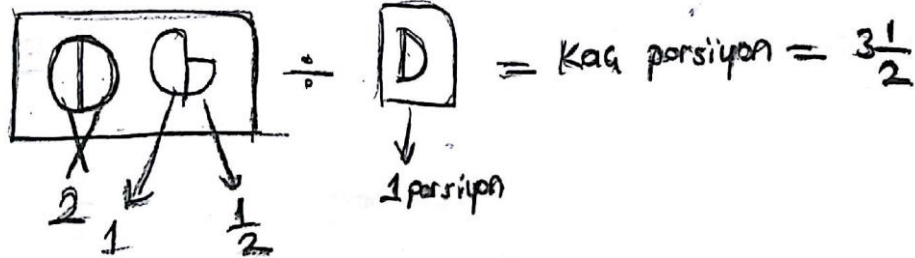 ÷ = Kaç porsiyon = 3 1/2
2 1 1/2 1 porsiyon